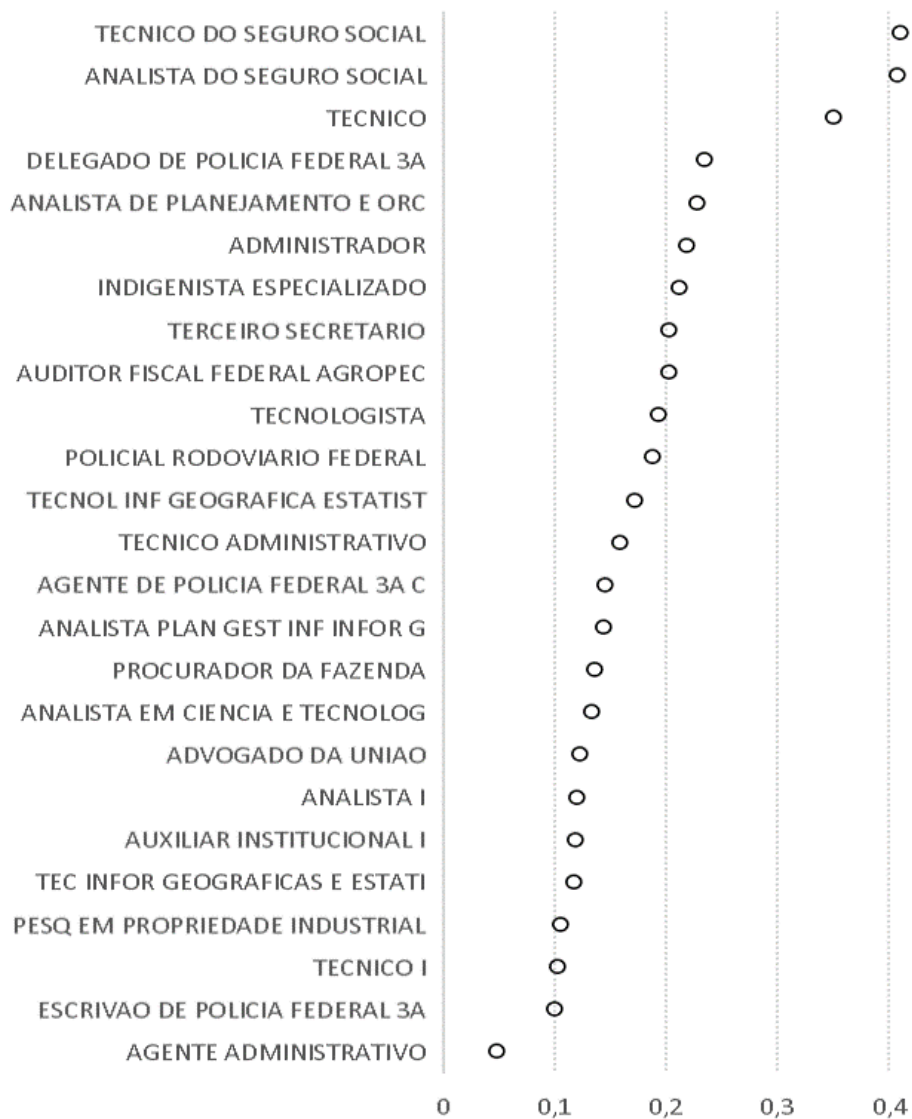 TECNICO DO SEGURO SOCIAL
ANALISTA DO SEGURO SOCIAL
TECNICO
DELEGADO DE POLICIA FEDERAL 3A
ANALISTA DE PLANEJAMENTO E ORC
ADMINISTRADOR
INDIGENISTA ESPECIALIZADO
TERCEIRO SECRETARIO
AUDITOR FISCAL FEDERAL AGROPEC
TECNOLOGISTA
POLICIAL RODOVIARIO FEDERAL
TECNOL INF GEOGRAFICA ESTATIST
TECNICO ADMINISTRATIVO
AGENTE DE POLICIA FEDERAL 3A C
ANALISTA PLAN GEST INF INFOR G
PROCURADOR DA FAZENDA
ANALISTA EM CIENCIA E TECNOLOG
ADVOGADO DA UNIAO
ANALISTA I
AUXILIAR INSTITUCIONAL I
TEC INFOR GEOGRAFICAS E ESTATI
PESQ EM PROPRIEDADE INDUSTRIAL
TECNICO I
ESCRIVAO DE POLICIA FEDERAL 3A
AGENTE ADMINISTRATIVO
0 0,1 0,2 0,3 0,4